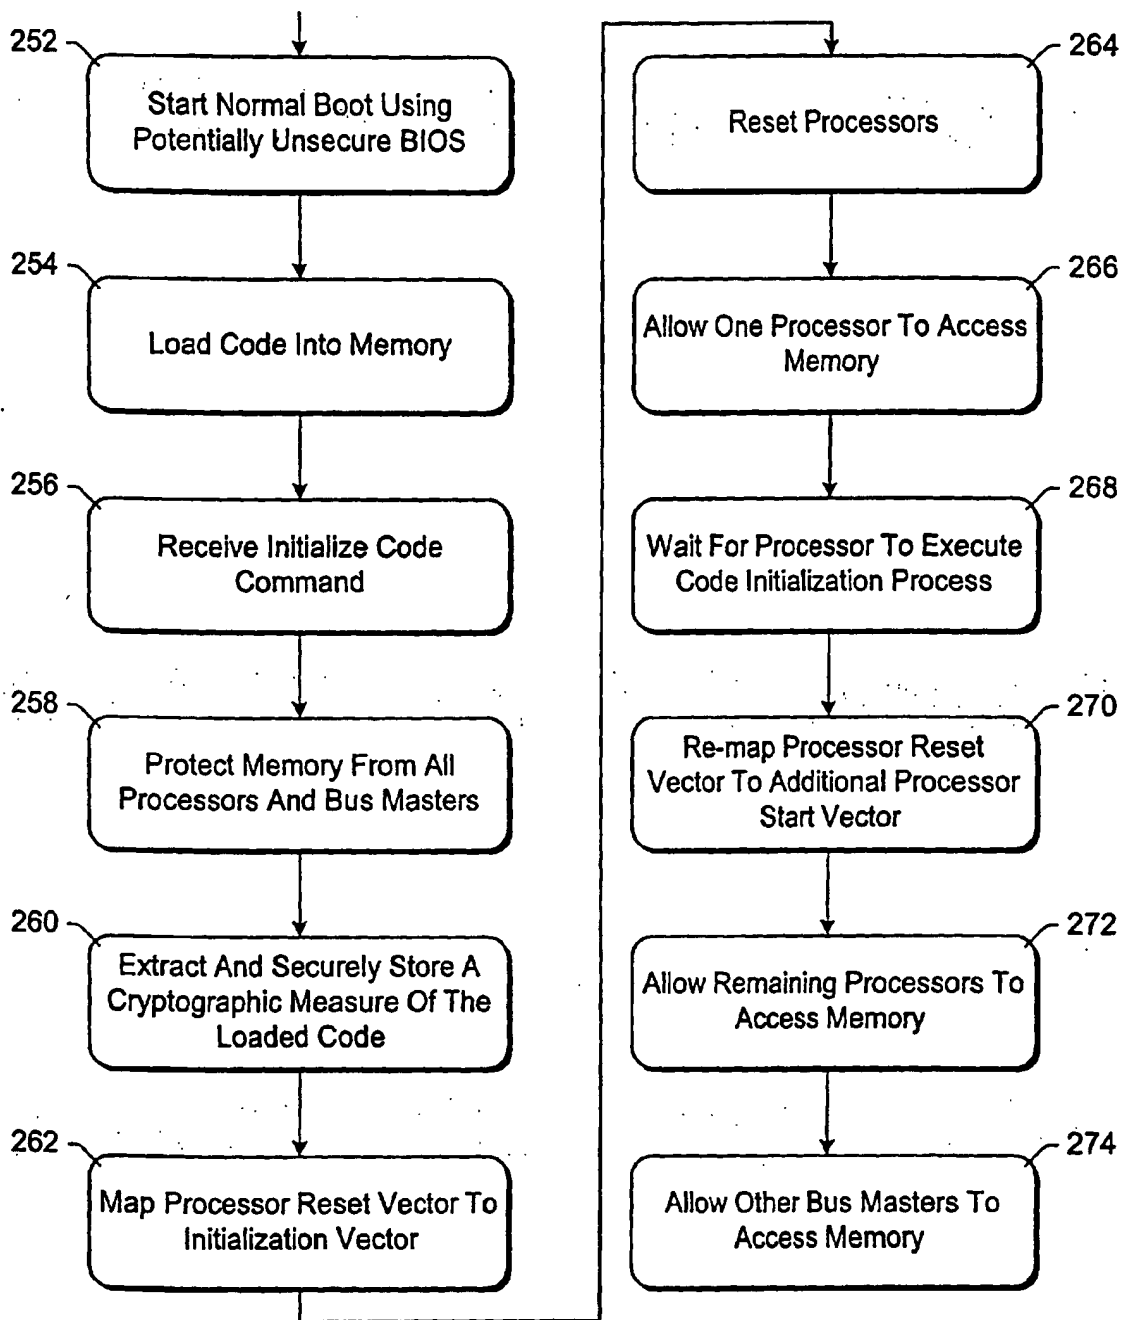 252
Start Normal Boot Using
Potentially Unsecure BIOS
254
Load Code Into Memory
256
Receive Initialize Code
Command
258
Protect Memory From All
Processors And Bus Masters
260
Extract And Securely Store A
Cryptographic Measure Of The
Loaded Code
262
Map Processor Reset Vector To
Initialization Vector
264
Reset Processors
266
Allow One Processor To Access
Memory
268
Wait For Processor To Execute
Code Initialization Process
270
Re-map Processor Reset
Vector To Additional Processor
Start Vector
272
Allow Remaining Processors To
Access Memory
274
Allow Other Bus Masters To
Access Memory